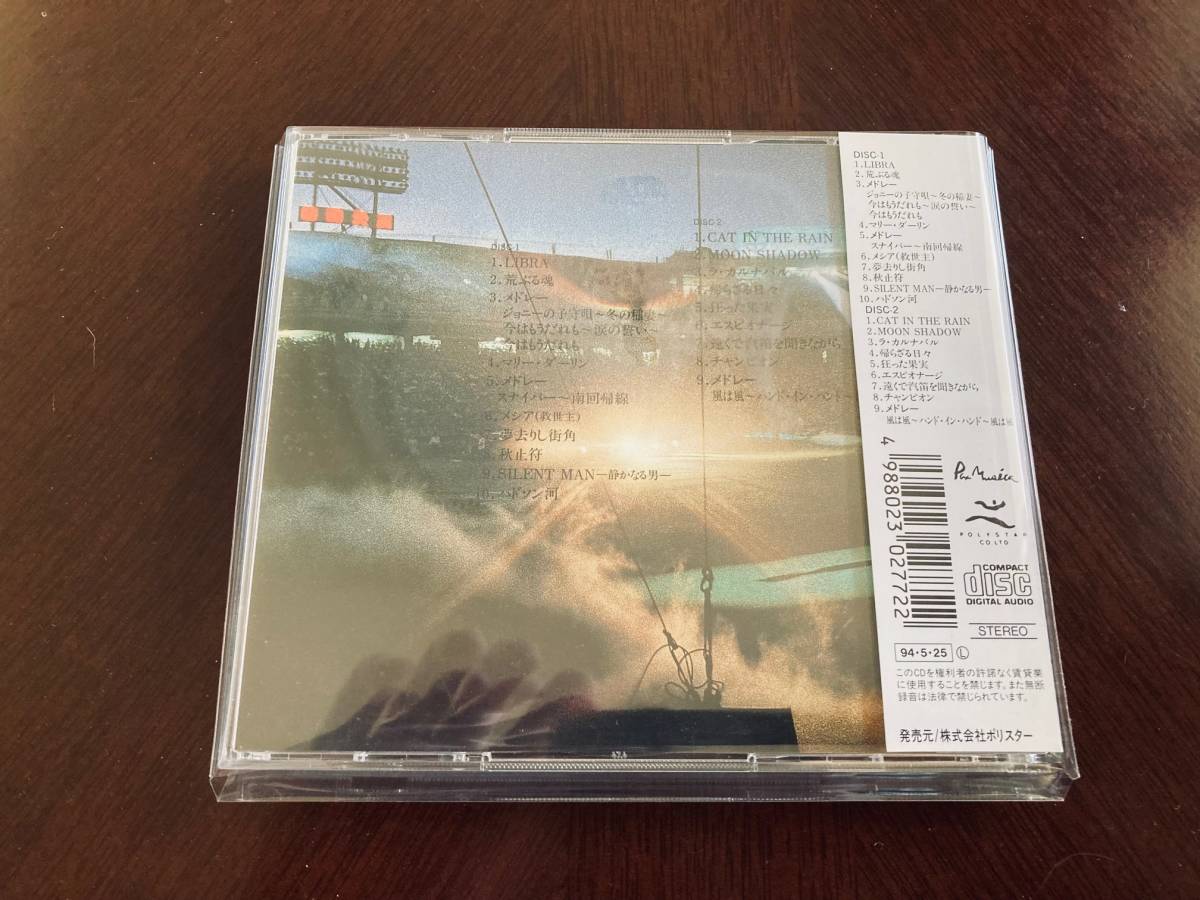 DISC-1
1. LIBRA
2. 荒ぶる魂
3. メドレー
ジョニーの子守唄〜冬の稲妻〜
今はもうだれも〜涙の誓い〜
今はもうだれも
4. マリー・ダーリン
5. メドレー
スナイパー〜南回帰線
6. メシア(救世主)
夢去りし街角
秋止符
9. SILENT MAN―静かなる男―
10. ハドソン河
DISC-2
1. CAT IN THE RAIN
2. MOON SHADOW
3. ラ・カルナバル
4. 帰らざる日々
5. 狂った果実
6. エスピオナージ
7. 遠くで汽笛を聞きながら
8. チャンピオン
9. メドレー
風は風〜ハンド・イン・ハンド〜
DISC-1
1. LIBRA
2. 荒ぶる魂
3. メドレー
ジョニーの子守唄〜冬の稲妻〜
今はもうだれも〜涙の誓い〜
今はもうだれも
4. マリー・ダーリン
5. メドレー
スナイパー〜南回帰線
6. メシア(救世主)
7. 夢去りし街角
8. 秋止符
9. SILENT MAN―静かなる男―
10. ハドソン河
DISC-2
1. CAT IN THE RAIN
2. MOON SHADOW
3. ラ・カルナバル
4. 帰らざる日々
5. 狂った果実
6. エスピオナージ
7. 遠くで汽笛を聞きながら
8. チャンピオン
9. メドレー
風は風〜ハンド・イン・ハンド〜風は風
4 988023 027722
Pax Musica
POLYSTAR
CO LTD
COMPACT
disc
DIGITAL AUDIO
STEREO
94・5・25 Ⓛ
このCDを権利者の許諾なく賃貸業
に使用することを禁じます。また無断
録音は法律で禁じられています。
発売元/株式会社ポリスター